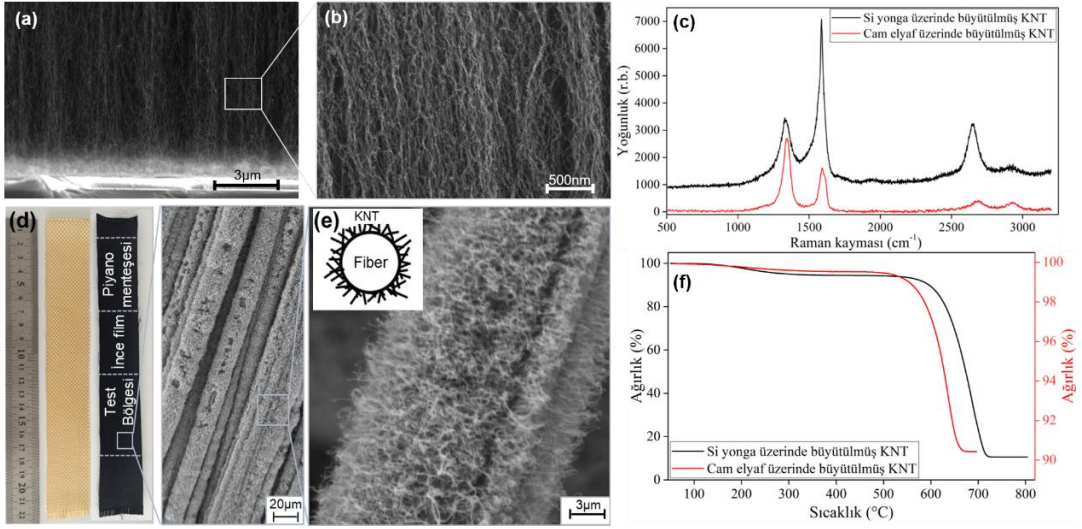 (a)
3µm
(b)
500nm
(c)
Si yonga üzerinde büyütülmüş KNT
Cam elyaf üzerinde büyütülmüş KNT
Yoğunluk (r.b.)
7000
6000
5000
4000
3000
2000
1000
0
500
1000
1500
2000
2500
3000
Raman kayması (cm⁻¹)
(d)
Piyano
menteşesi
İnce film
Test
Bölgesi
20µm
(e)
KNT
Fiber
3µm
(f)
Ağırlık (%)
100
80
60
40
20
0
100
98
96
94
92
90
Ağırlık (%)
Si yonga üzerinde büyütülmüş KNT
Cam elyaf üzerinde büyütülmüş KNT
100
200
300
400
500
600
700
800
Sıcaklık (°C)